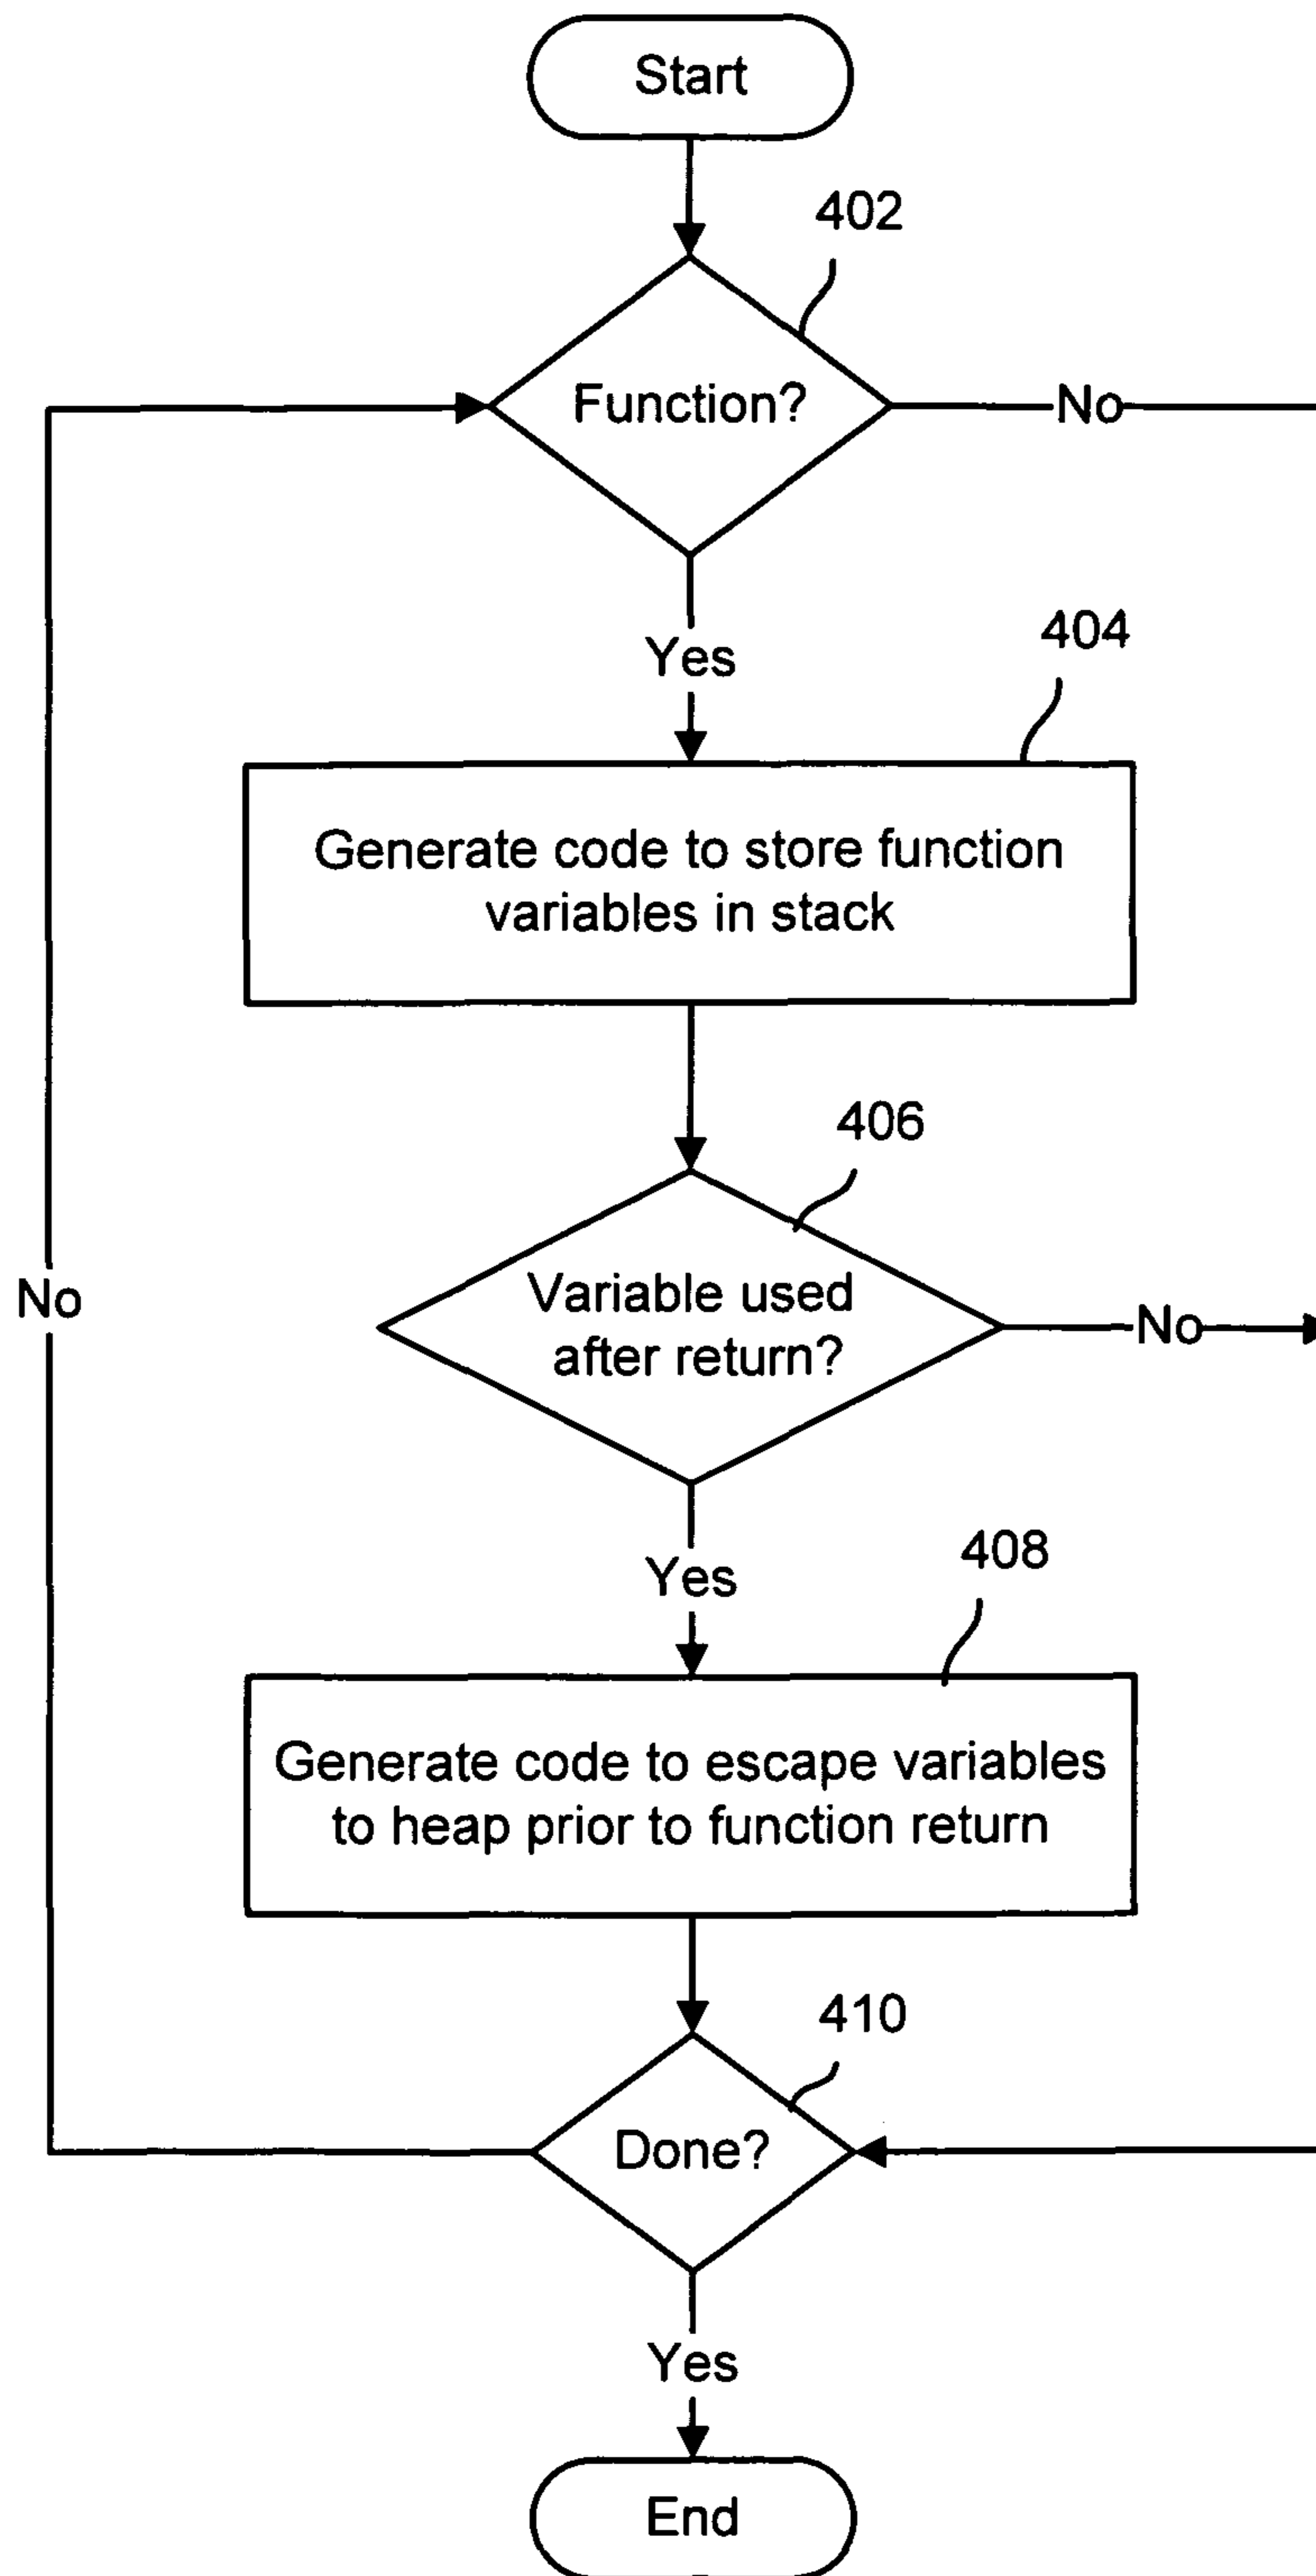 Start
402
Function?
No
Yes
404
Generate code to store function
variables in stack
406
Variable used
after return?
No
No
Yes
408
Generate code to escape variables
to heap prior to function return
410
Done?
Yes
End